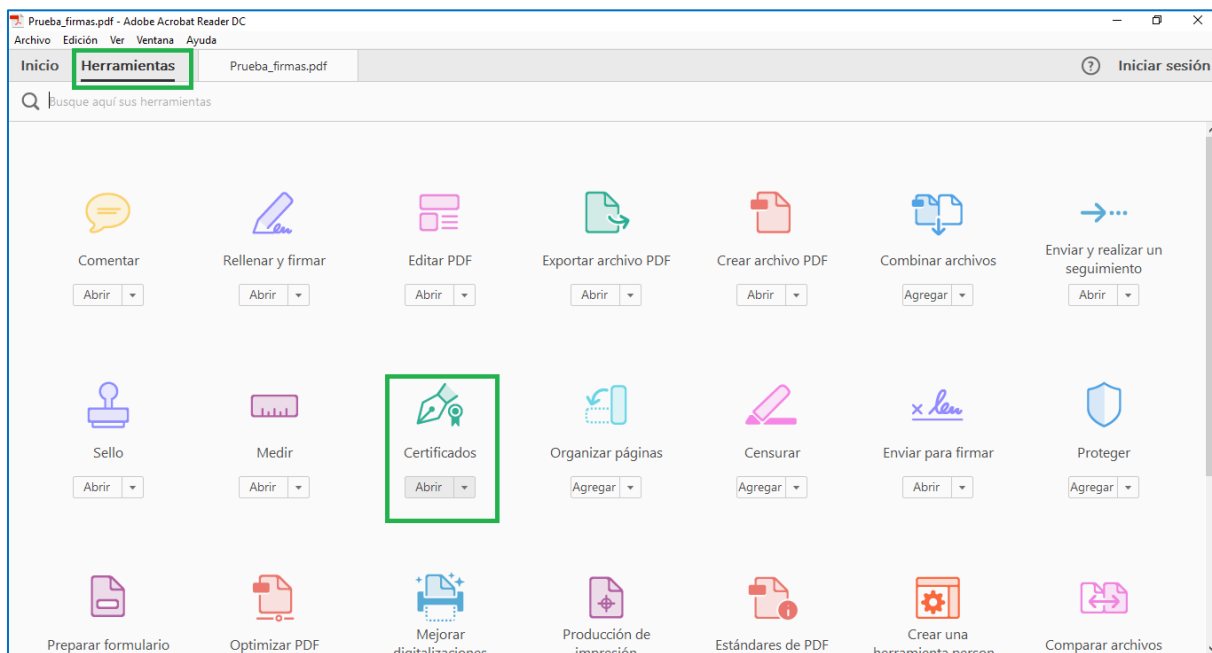 Prueba_firmas.pdf - Adobe Acrobat Reader DC
Archivo Edición Ver Ventana Ayuda
Inicio Herramientas Prueba_firmas.pdf ? Iniciar sesión
Busque aquí sus herramientas
Comentar Rellenar y firmar Editar PDF Exportar archivo PDF Crear archivo PDF Combinar archivos Enviar y realizar un
seguimiento
Abrir Abrir Abrir Abrir Abrir Agregar Abrir
Sello Medir Certificados Organizar páginas Censurar Enviar para firmar Proteger
Abrir Abrir Abrir Agregar Agregar Abrir Agregar
Preparar formulario Optimizar PDF Mejorar Producción de Estándares de PDF Crear una Comparar archivos
digitalizaciones impresión herramienta person